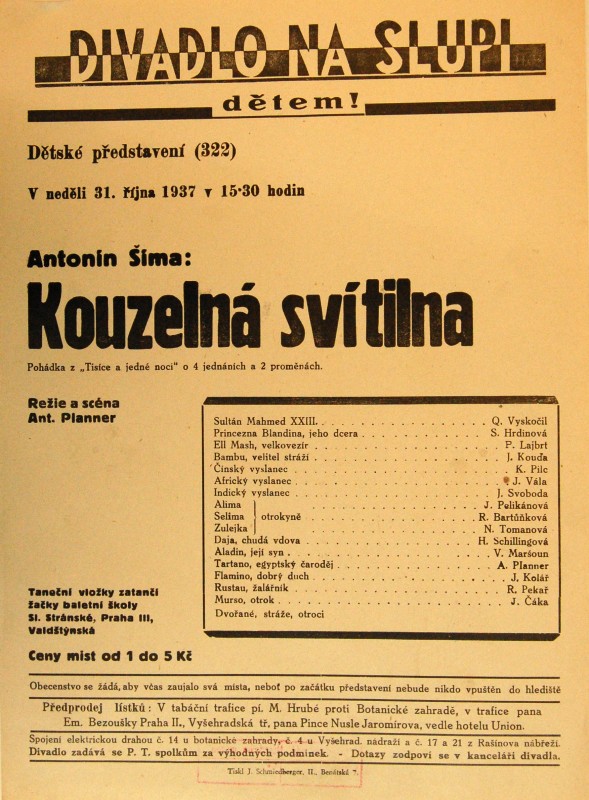 DIVADLO NA SLUPI
dětem!
Dětské představení (322)
V neděli 31. října 1937 v 15·30 hodin
Antonín Šíma:
Kouzelná svítilna
Pohádka z „Tisíce a jedné noci“ o 4 jednáních a 2 proměnách.
Režie a scéna
Ant. Planner
Sultán Mahmed XXIII. . . . . . . . . . . . . . Q. Vyskočil
Princezna Blandina, jeho dcera . . . . . . . . . . S. Hrdinová
Ell Mash, velkovezír . . . . . . . . . . . . . . P. Lajbrt
Bambu, velitel stráží . . . . . . . . . . . . . . J. Kouďa
Čínský vyslanec . . . . . . . . . . . . . . K. Pilc
Africký vyslanec . . . . . . . . . . . . . . J. Vála
Indický vyslanec . . . . . . . . . . . . . . J. Svoboda
Alima . . . . . . . . . . . . . . J. Pelikánová
Selima } otrokyně . . . . . . . . . . . . . . R. Bartůňková
Zulejka . . . . . . . . . . . . . . N. Tomanová
Daja, chudá vdova . . . . . . . . . . . . . . H. Schillingová
Aladin, její syn . . . . . . . . . . . . . . V. Maršoun
Tartano, egyptský čaroděj . . . . . . . . . . . . A. Planner
Flamino, dobrý duch . . . . . . . . . . . . . . J. Kolář
Rustau, žalářník . . . . . . . . . . . . . . R. Pekař
Murso, otrok . . . . . . . . . . . . . . J. Čáka
Dvořané, stráže, otroci
Taneční vložky zatančí
žačky baletní školy
Sl. Stránské, Praha III,
Valdštýnská
Ceny míst od 1 do 5 Kč
Obecenstvo se žádá, aby včas zaujalo svá místa, neboť po začátku představení nebude nikdo vpuštěn do hlediště
Předprodej lístků: V tabáční trafice pí. M. Hrubé proti Botanické zahradě, v trafice pana
Em. Bezoušky Praha II., Vyšehradská tř, pana Pince Nusle Jaromírova, vedle hotelu Union.
Spojení elektrickou drahou č. 14 u botanické zahrady, č. 4 u Vyšehrad. nádraží a č. 17 a 21 z Rašínova nábřeží.
Divadlo zadává se P. T. spolkům za výhodných podmínek. - Dotazy zodpoví se v kanceláři divadla.
Tiskl J. Schmiedberger, II., Benátská 7.